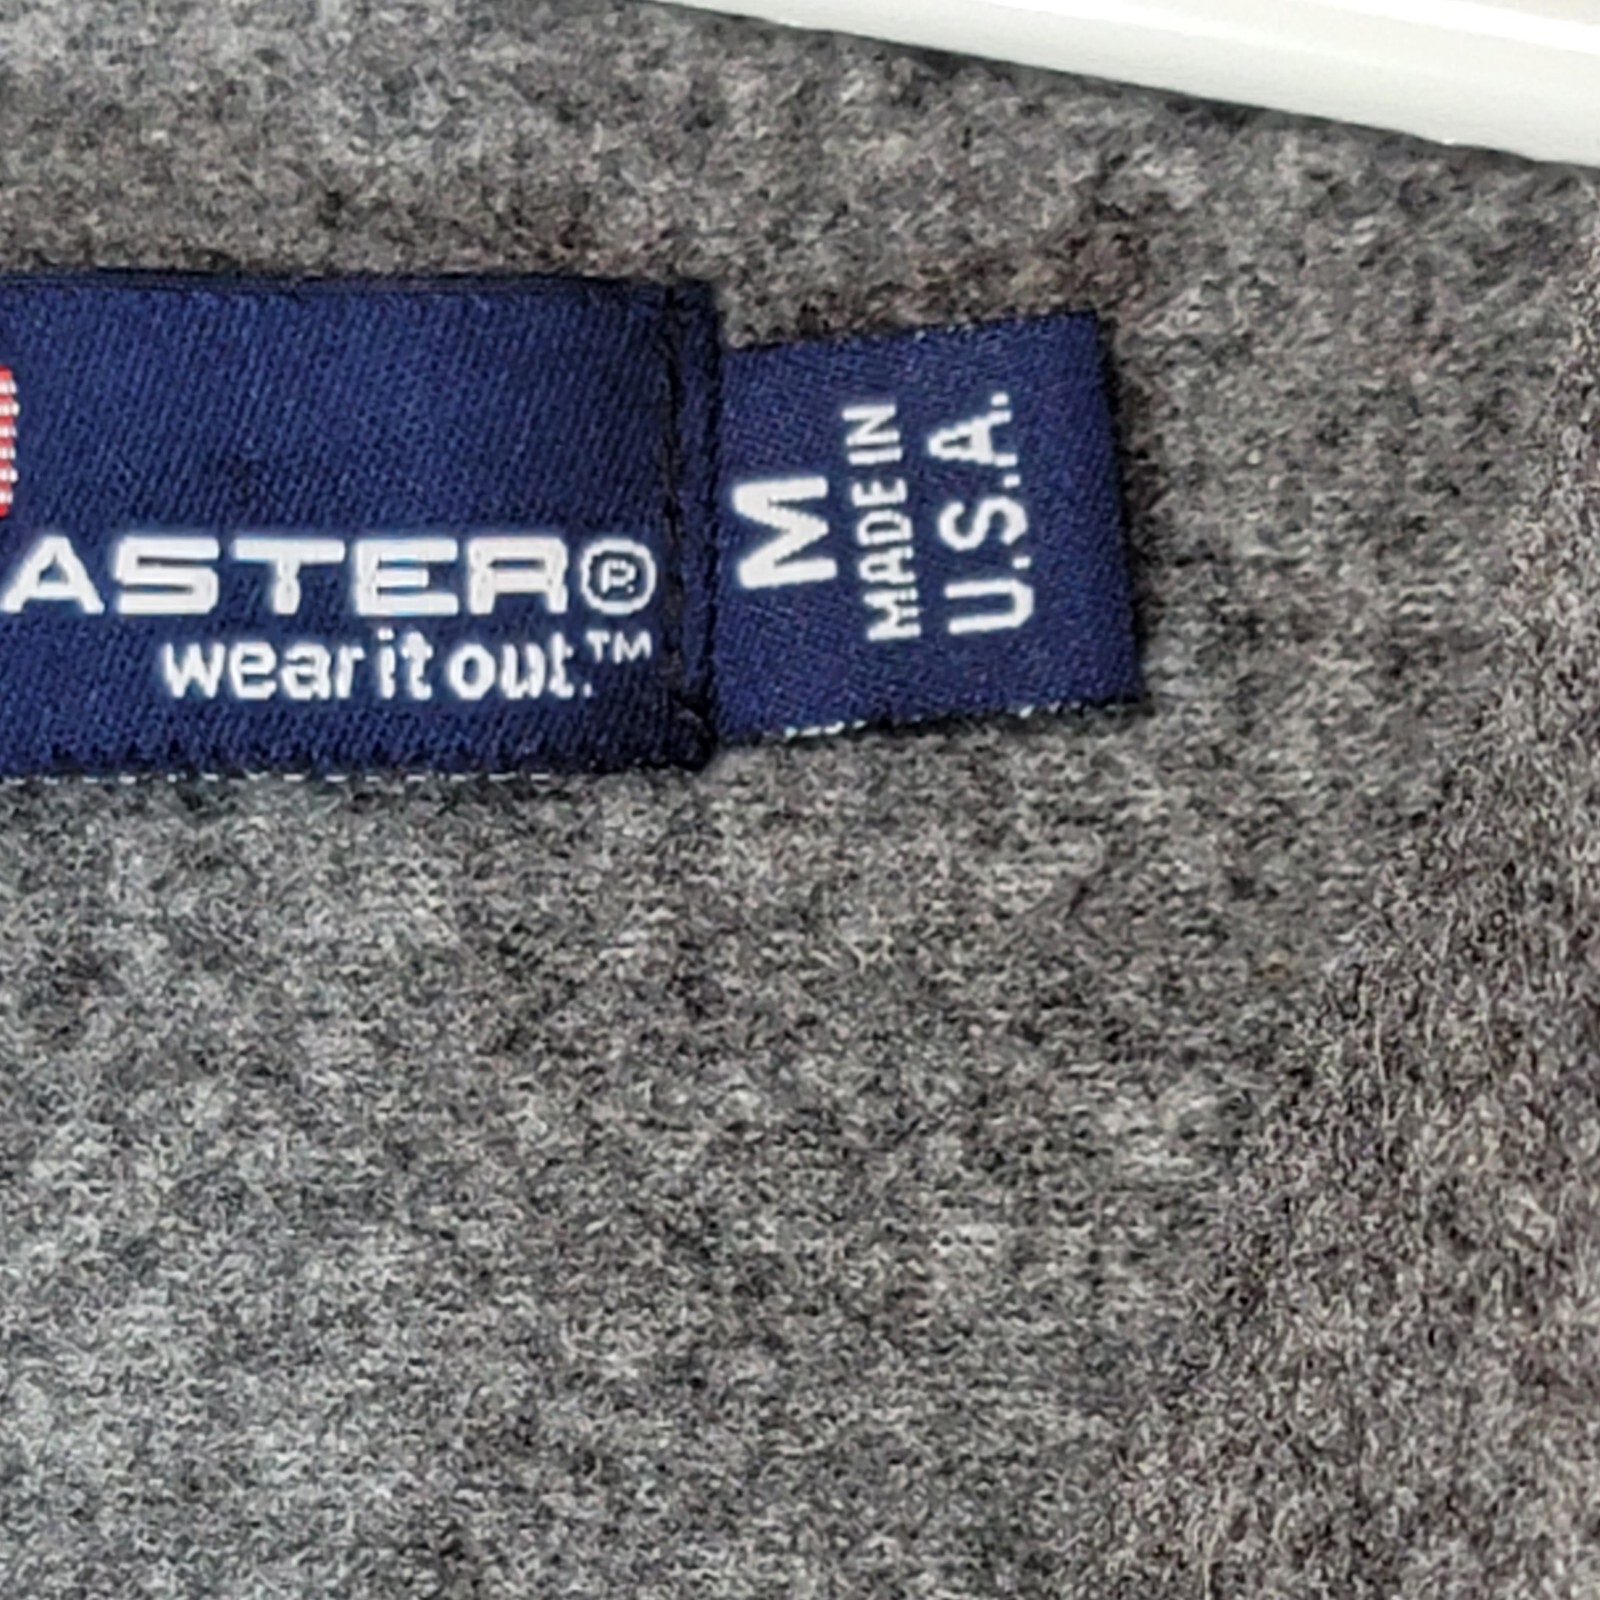 ASTER®
wear it out.™
M
MADE IN
U.S.A.